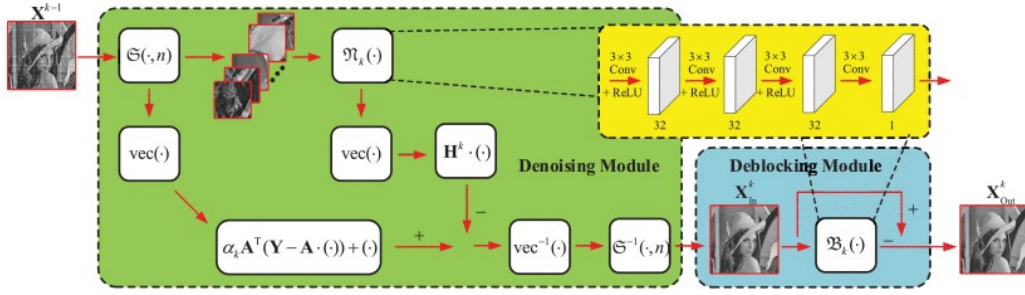 X^{k-1}
𝔖(·,n)
𝔑_k(·)
3×3 Conv + ReLU
3×3 Conv + ReLU
3×3 Conv + ReLU
3×3 Conv
32
32
32
1
vec(·)
vec(·)
H^k·(·)
Denoising Module
Deblocking Module
X^k_In
X^k_Out
−
+
α_k A^T(Y − A·(·)) + (·)
+
vec^{-1}(·)
𝔖^{-1}(·,n)
𝔅_k(·)
−